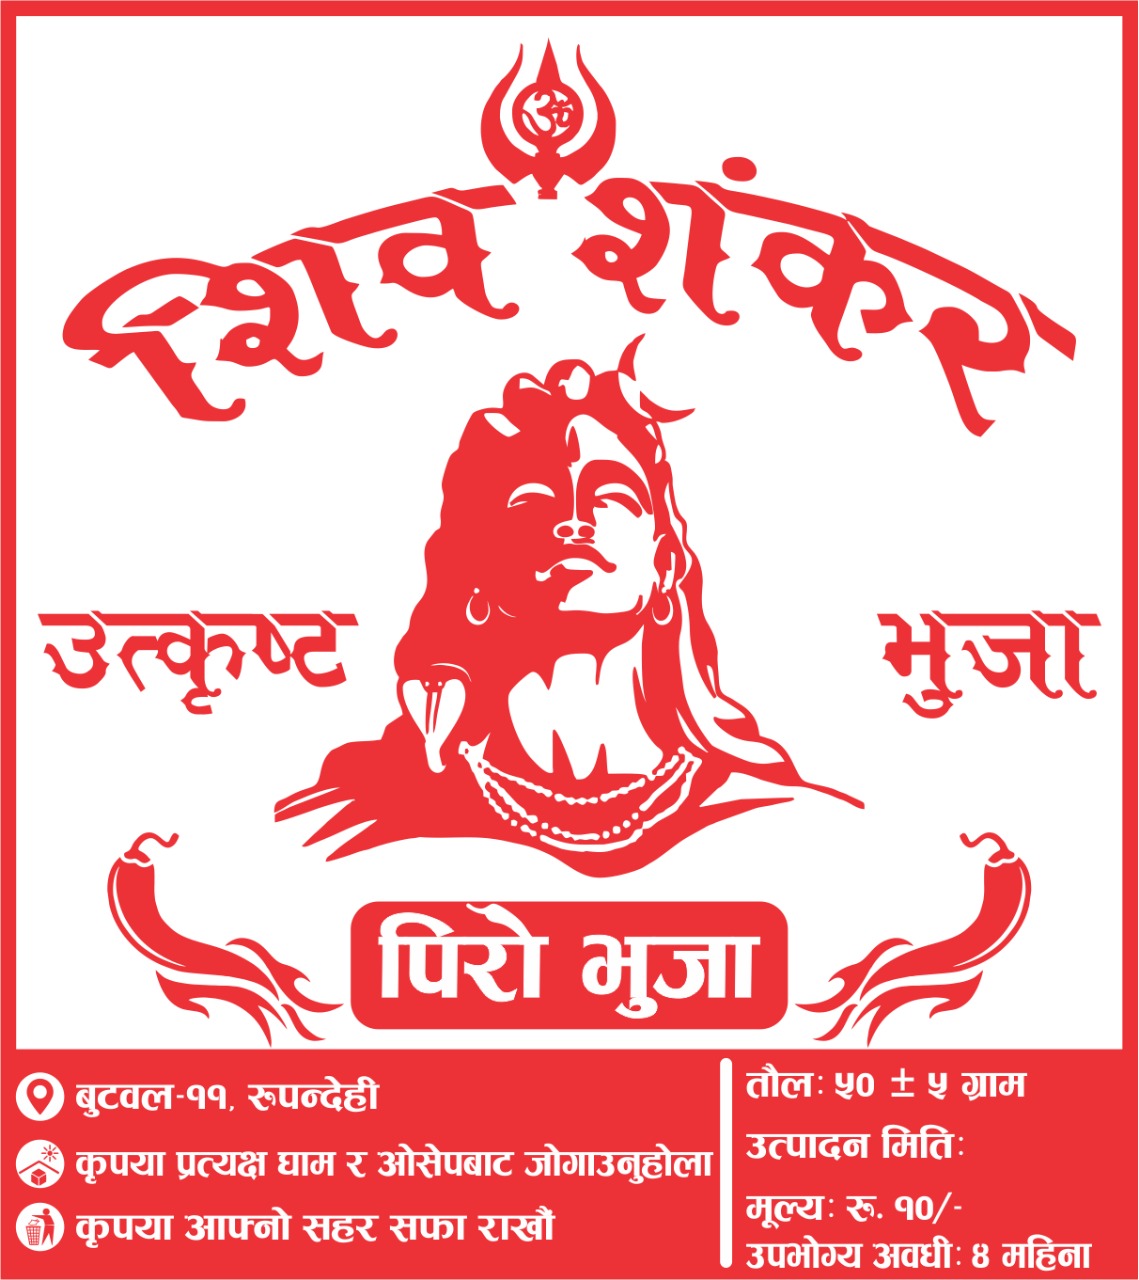 ॐ
शिव शंकर
उत्कृष्ट भुजा
पिरो भुजा
बुटवल-११, रुपन्देही
कृपया प्रत्यक्ष घाम र ओसेपबाट जोगाउनुहोला
कृपया आफ्नो सहर सफा राखौं
तौल: ५० ± ५ ग्राम
उत्पादन मिति:
मूल्य: रु. १०/-
उपभोग्य अवधी: ४ महिना